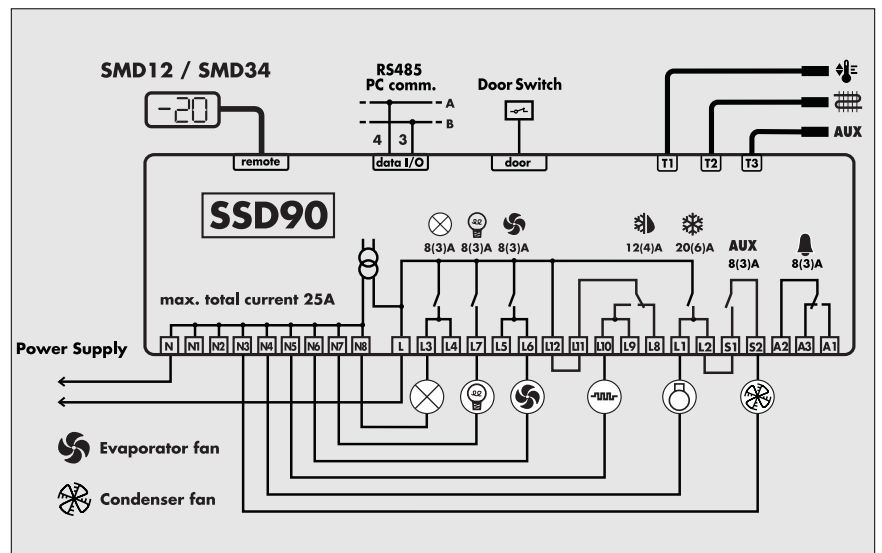 SMD12 / SMD34
RS485
PC comm.
Door Switch
-20
A
B
AUX
4 3
remote
data I/O
door
T1 T2 T3
SSD90
8(3)A 8(3)A 8(3)A 12(4)A 20(6)A AUX 8(3)A 8(3)A
max. total current 25A
N N1 N2 N3 N4 N5 N6 N7 N8 L L3 L4 L7 L5 L6 L12 L11 L10 L9 L8 L1 L2 S1 S2 A2 A3 A1
Power Supply
Evaporator fan
Condenser fan